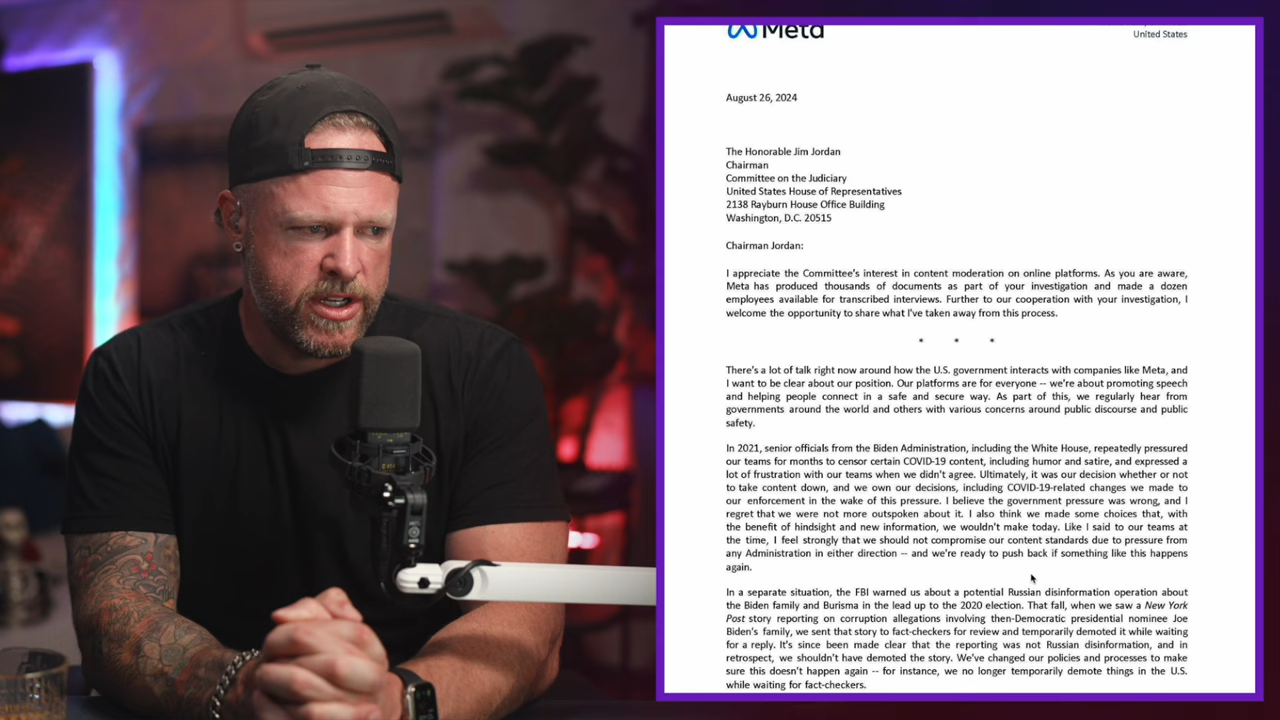 Meta
United States
August 26, 2024
The Honorable Jim Jordan
Chairman
Committee on the Judiciary
United States House of Representatives
2138 Rayburn House Office Building
Washington, D.C. 20515
Chairman Jordan:
I appreciate the Committee's interest in content moderation on online platforms. As you are aware,
Meta has produced thousands of documents as part of your investigation and made a dozen
employees available for transcribed interviews. Further to our cooperation with your investigation, I
welcome the opportunity to share what I've taken away from this process.
* * *
There's a lot of talk right now around how the U.S. government interacts with companies like Meta, and
I want to be clear about our position. Our platforms are for everyone -- we're about promoting speech
and helping people connect in a safe and secure way. As part of this, we regularly hear from
governments around the world and others with various concerns around public discourse and public
safety.
In 2021, senior officials from the Biden Administration, including the White House, repeatedly pressured
our teams for months to censor certain COVID-19 content, including humor and satire, and expressed a
lot of frustration with our teams when we didn't agree. Ultimately, it was our decision whether or not
to take content down, and we own our decisions, including COVID-19-related changes we made to
our enforcement in the wake of this pressure. I believe the government pressure was wrong, and I
regret that we were not more outspoken about it. I also think we made some choices that, with
the benefit of hindsight and new information, we wouldn't make today. Like I said to our teams at
the time, I feel strongly that we should not compromise our content standards due to pressure from
any Administration in either direction -- and we're ready to push back if something like this happens
again.
In a separate situation, the FBI warned us about a potential Russian disinformation operation about
the Biden family and Burisma in the lead up to the 2020 election. That fall, when we saw a New York
Post story reporting on corruption allegations involving then-Democratic presidential nominee Joe
Biden's family, we sent that story to fact-checkers for review and temporarily demoted it while waiting
for a reply. It's since been made clear that the reporting was not Russian disinformation, and in
retrospect, we shouldn't have demoted the story. We've changed our policies and processes to make
sure this doesn't happen again -- for instance, we no longer temporarily demote things in the U.S.
while waiting for fact-checkers.